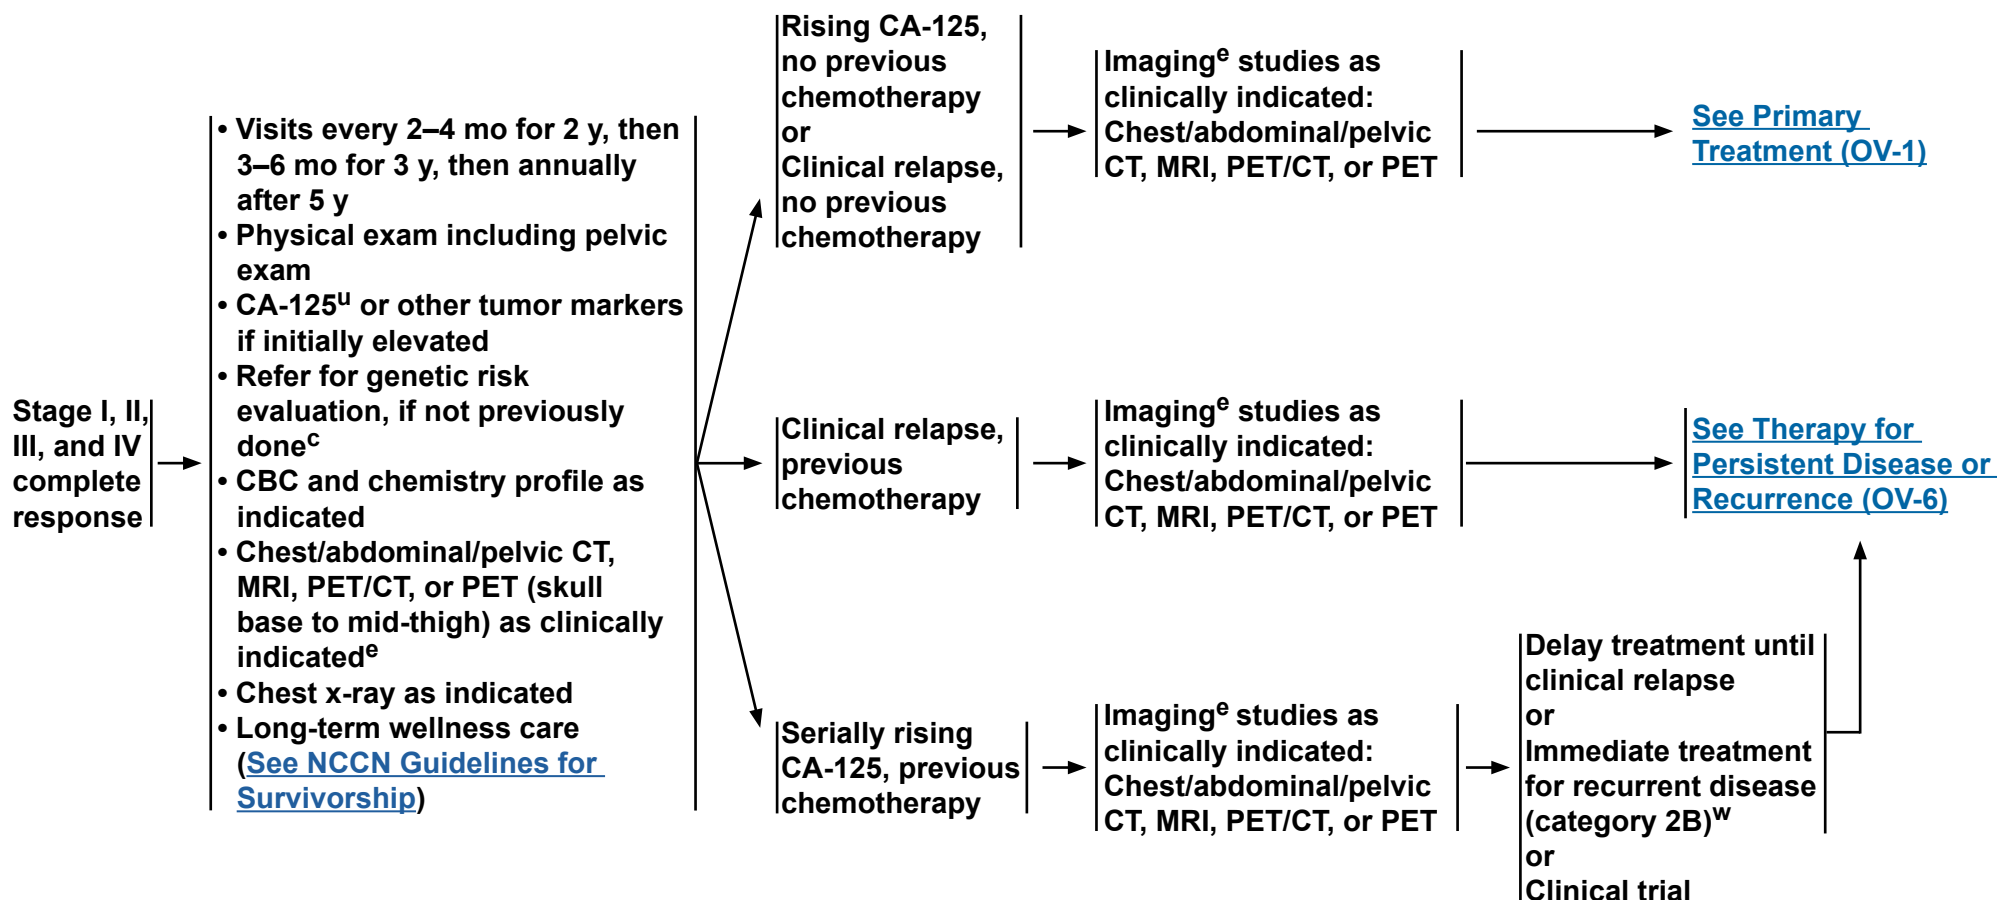 Stage I, II,
III, and IV
complete
response
• Visits every 2–4 mo for 2 y, then
3–6 mo for 3 y, then annually
after 5 y
• Physical exam including pelvic
exam
• CA-125ᵘ or other tumor markers
if initially elevated
• Refer for genetic risk
evaluation, if not previously
doneᶜ
• CBC and chemistry profile as
indicated
• Chest/abdominal/pelvic CT,
MRI, PET/CT, or PET (skull
base to mid-thigh) as clinically
indicatedᵉ
• Chest x-ray as indicated
• Long-term wellness care
(See NCCN Guidelines for
Survivorship)
Rising CA-125,
no previous
chemotherapy
or
Clinical relapse,
no previous
chemotherapy
Imagingᵉ studies as
clinically indicated:
Chest/abdominal/pelvic
CT, MRI, PET/CT, or PET
See Primary
Treatment (OV-1)
Clinical relapse,
previous
chemotherapy
Imagingᵉ studies as
clinically indicated:
Chest/abdominal/pelvic
CT, MRI, PET/CT, or PET
See Therapy for
Persistent Disease or
Recurrence (OV-6)
Serially rising
CA-125, previous
chemotherapy
Imagingᵉ studies as
clinically indicated:
Chest/abdominal/pelvic
CT, MRI, PET/CT, or PET
Delay treatment until
clinical relapse
or
Immediate treatment
for recurrent disease
(category 2B)ʷ
or
Clinical trial